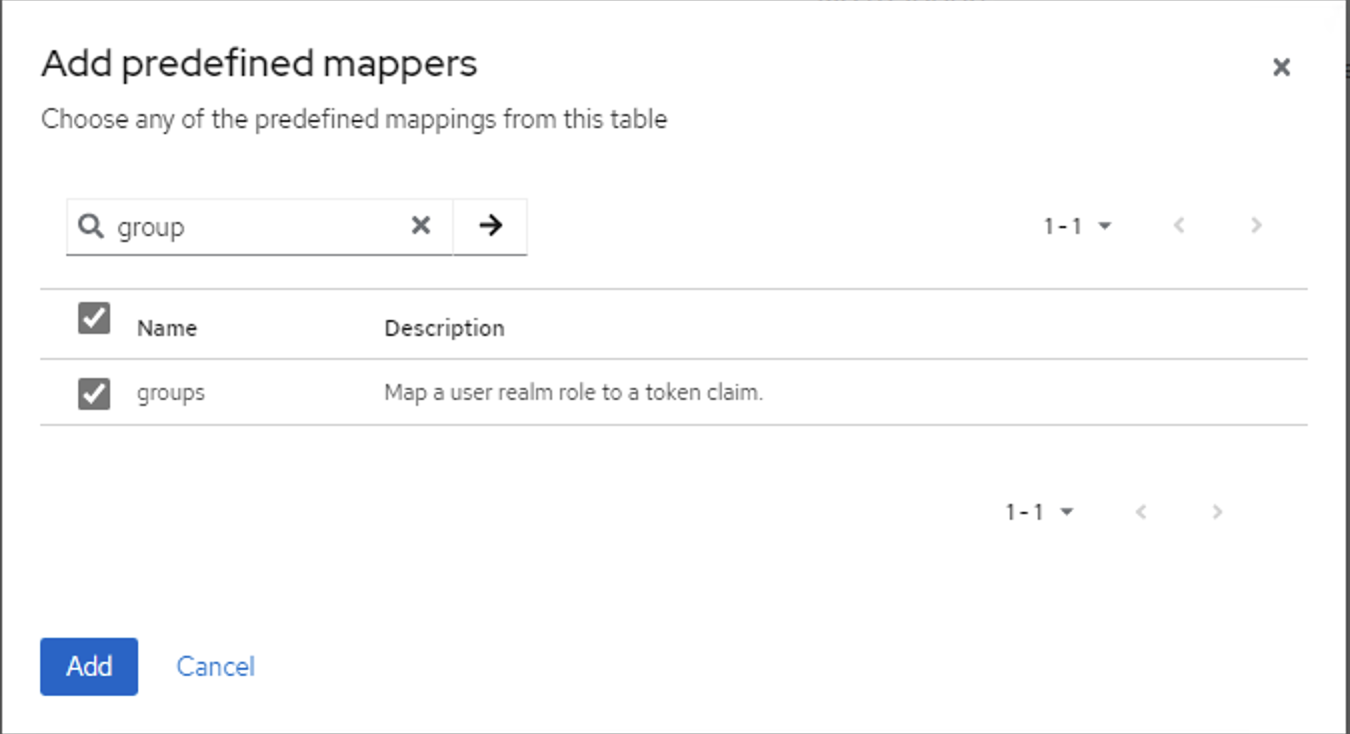 Add predefined mappers
Choose any of the predefined mappings from this table
group
1 - 1
Name Description
groups Map a user realm role to a token claim.
1 - 1
Add Cancel